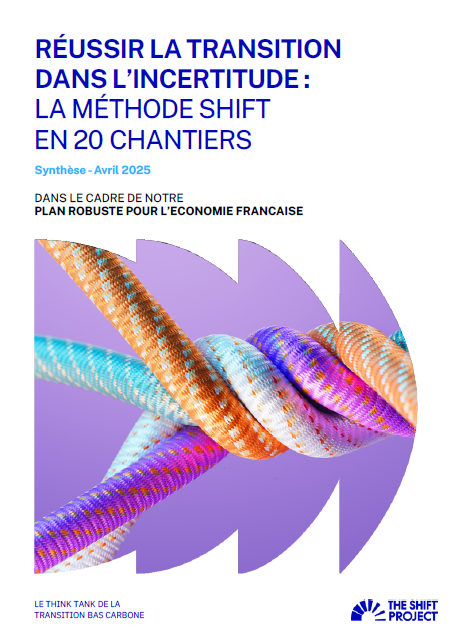 RÉUSSIR LA TRANSITION
DANS L’INCERTITUDE :
LA MÉTHODE SHIFT
EN 20 CHANTIERS
Synthèse - Avril 2025
DANS LE CADRE DE NOTRE
PLAN ROBUSTE POUR L’ECONOMIE FRANCAISE
LE THINK TANK DE LA
TRANSITION BAS CARBONE
THE SHIFT
PROJECT